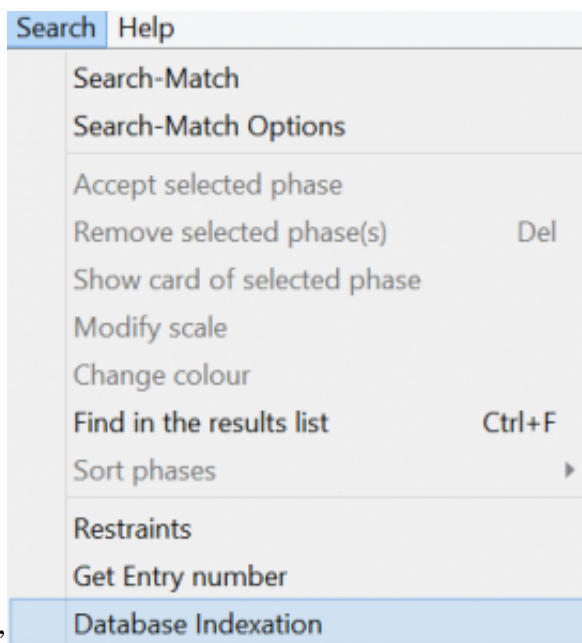 Search Help
Search-Match
Search-Match Options
Accept selected phase
Remove selected phase(s) Del
Show card of selected phase
Modify scale
Change colour
Find in the results list Ctrl+F
Sort phases
Restraints
Get Entry number
, Database Indexation